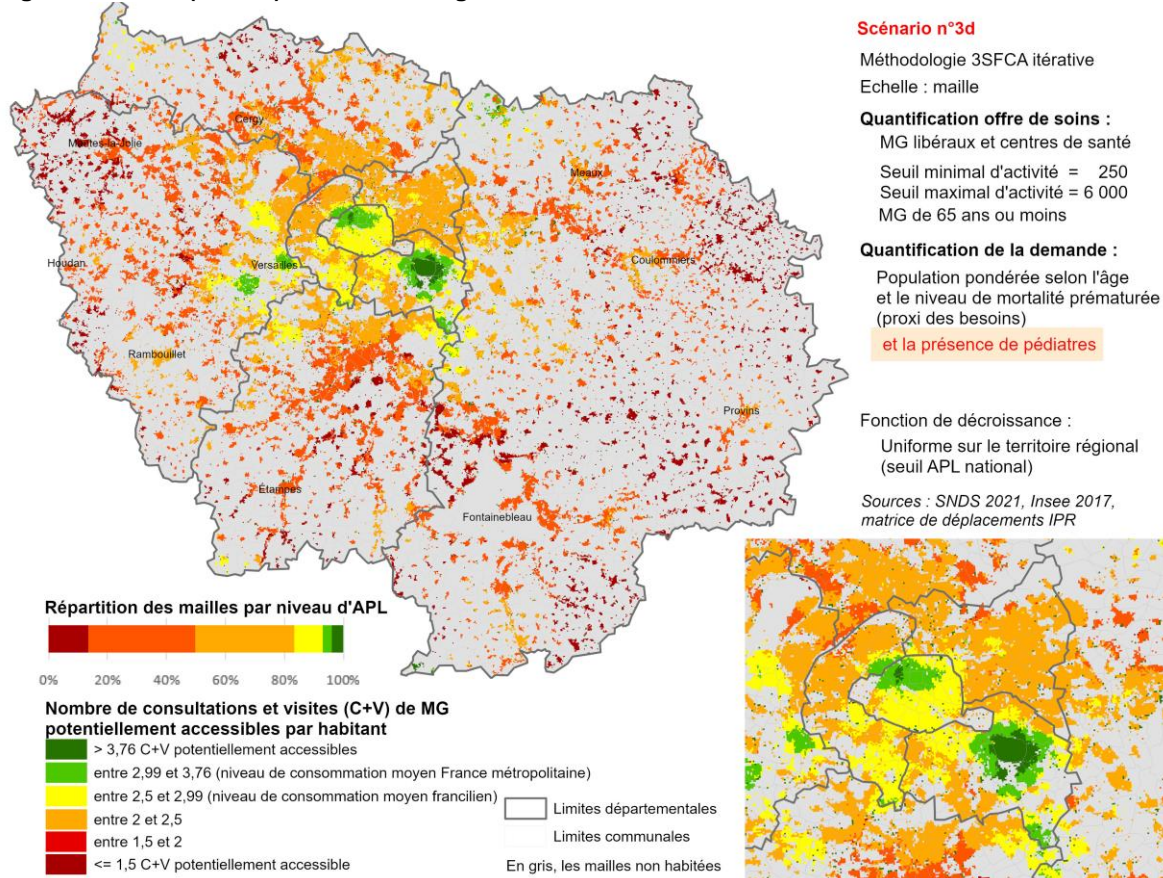 Scénario n°3d
Méthodologie 3SFCA itérative
Echelle : maille
Quantification offre de soins :
MG libéraux et centres de santé
Seuil minimal d'activité = 250
Seuil maximal d'activité = 6 000
MG de 65 ans ou moins
Quantification de la demande :
Population pondérée selon l'âge
et le niveau de mortalité prématurée
(proxi des besoins)
et la présence de pédiatres
Fonction de décroissance :
Uniforme sur le territoire régional
(seuil APL national)
Sources : SNDS 2021, Insee 2017,
matrice de déplacements IPR
Cergy
Mantes-la-Jolie
Meaux
Houdan
Versailles
Coulommiers
Rambouillet
Provins
Étampes
Fontainebleau
Répartition des mailles par niveau d'APL
0% 20% 40% 60% 80% 100%
Nombre de consultations et visites (C+V) de MG
potentiellement accessibles par habitant
> 3,76 C+V potentiellement accessibles
entre 2,99 et 3,76 (niveau de consommation moyen France métropolitaine)
entre 2,5 et 2,99 (niveau de consommation moyen francilien)
entre 2 et 2,5
entre 1,5 et 2
<= 1,5 C+V potentiellement accessible
Limites départementales
Limites communales
En gris, les mailles non habitées